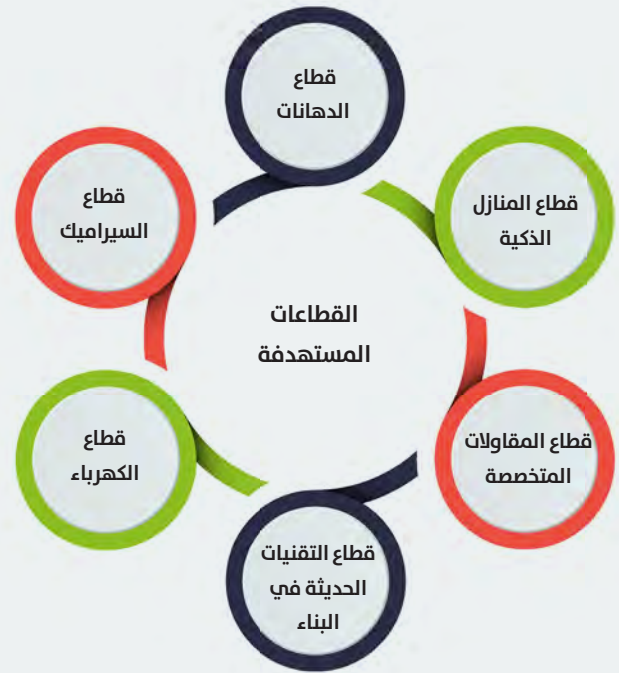 قطاع
الدهانات
قطاع المنازل
الذكية
قطاع
السيراميك
القطاعات
المستهدفة
قطاع المقاولات
المتخصصة
قطاع
الكهرباء
قطاع التقنيات
الحديثة في
البناء